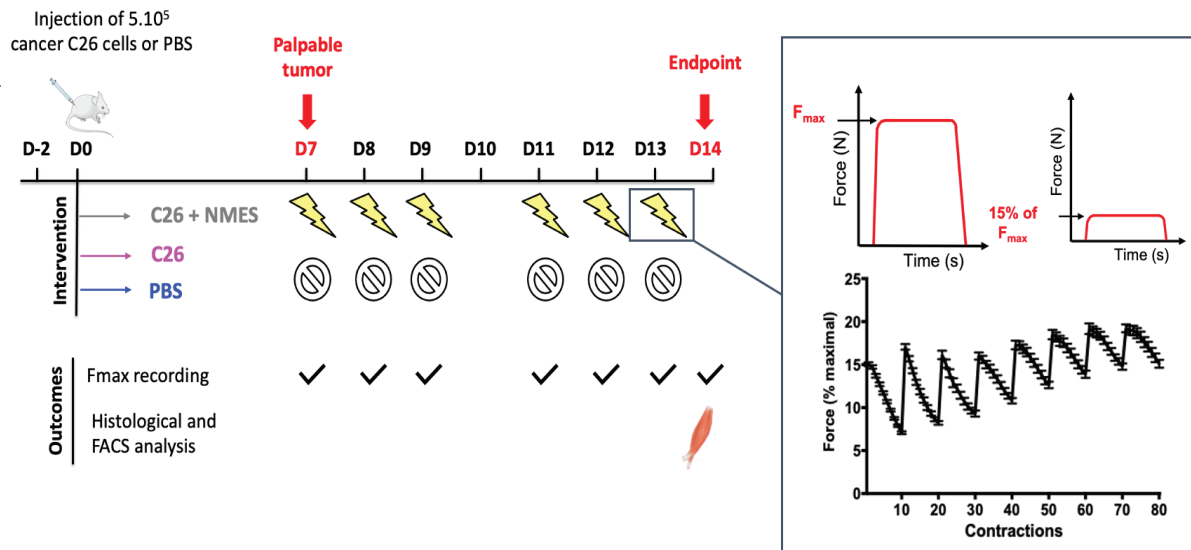 Injection of 5.10⁵
cancer C26 cells or PBS
Palpable
tumor
Endpoint
D-2 D0 D7 D8 D9 D10 D11 D12 D13 D14
Intervention
C26 + NMES
C26
PBS
Outcomes
Fmax recording
Histological and
FACS analysis
Fmax
Force (N)
Time (s)
15% of
Fmax
Force (N)
Time (s)
Force (% maximal)
25
20
15
10
5
0
10 20 30 40 50 60 70 80
Contractions